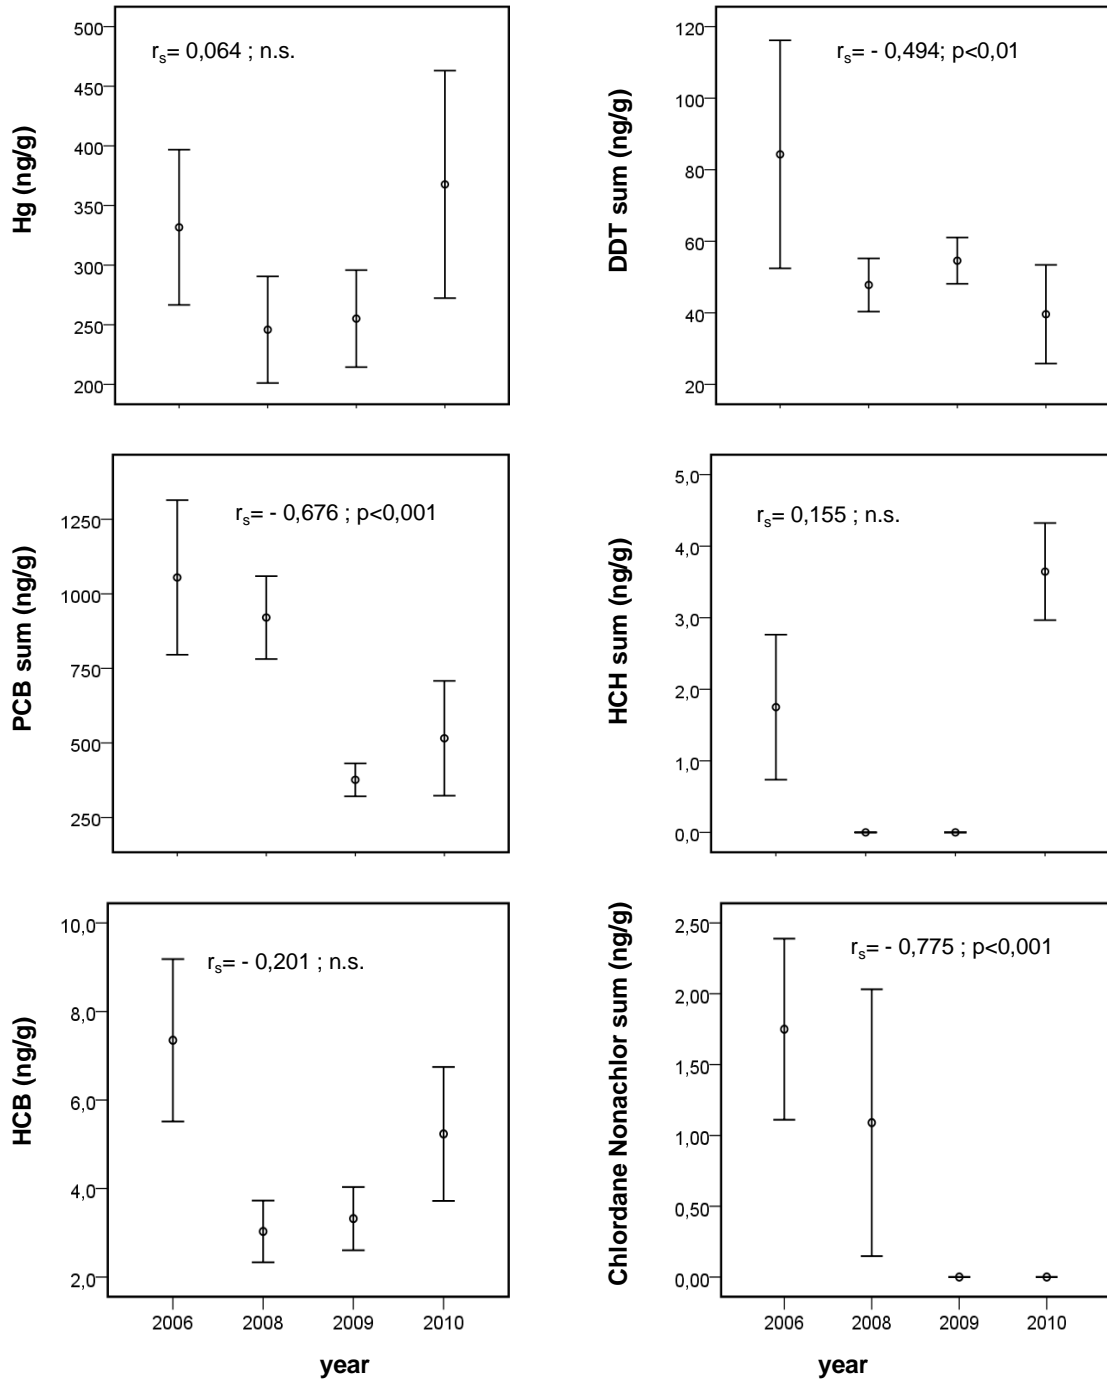 Hg (ng/g)
500
450
400
350
300
250
200
rs= 0,064 ; n.s.
DDT sum (ng/g)
120
100
80
60
40
20
rs= - 0,494; p<0,01
PCB sum (ng/g)
1250
1000
750
500
250
rs= - 0,676 ; p<0,001
HCH sum (ng/g)
5,0
4,0
3,0
2,0
1,0
0,0
rs= 0,155 ; n.s.
HCB (ng/g)
10,0
8,0
6,0
4,0
2,0
rs= - 0,201 ; n.s.
2006 2008 2009 2010
year
Chlordane Nonachlor sum (ng/g)
2,50
2,00
1,50
1,00
0,50
0,00
rs= - 0,775 ; p<0,001
2006 2008 2009 2010
year